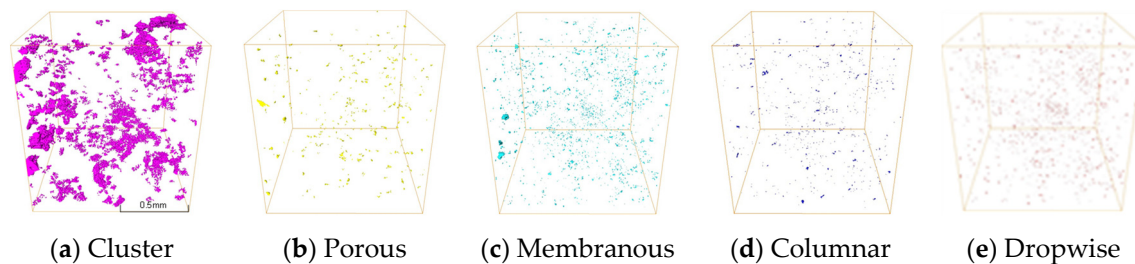 0.5mm
(a) Cluster
(b) Porous
(c) Membranous
(d) Columnar
(e) Dropwise